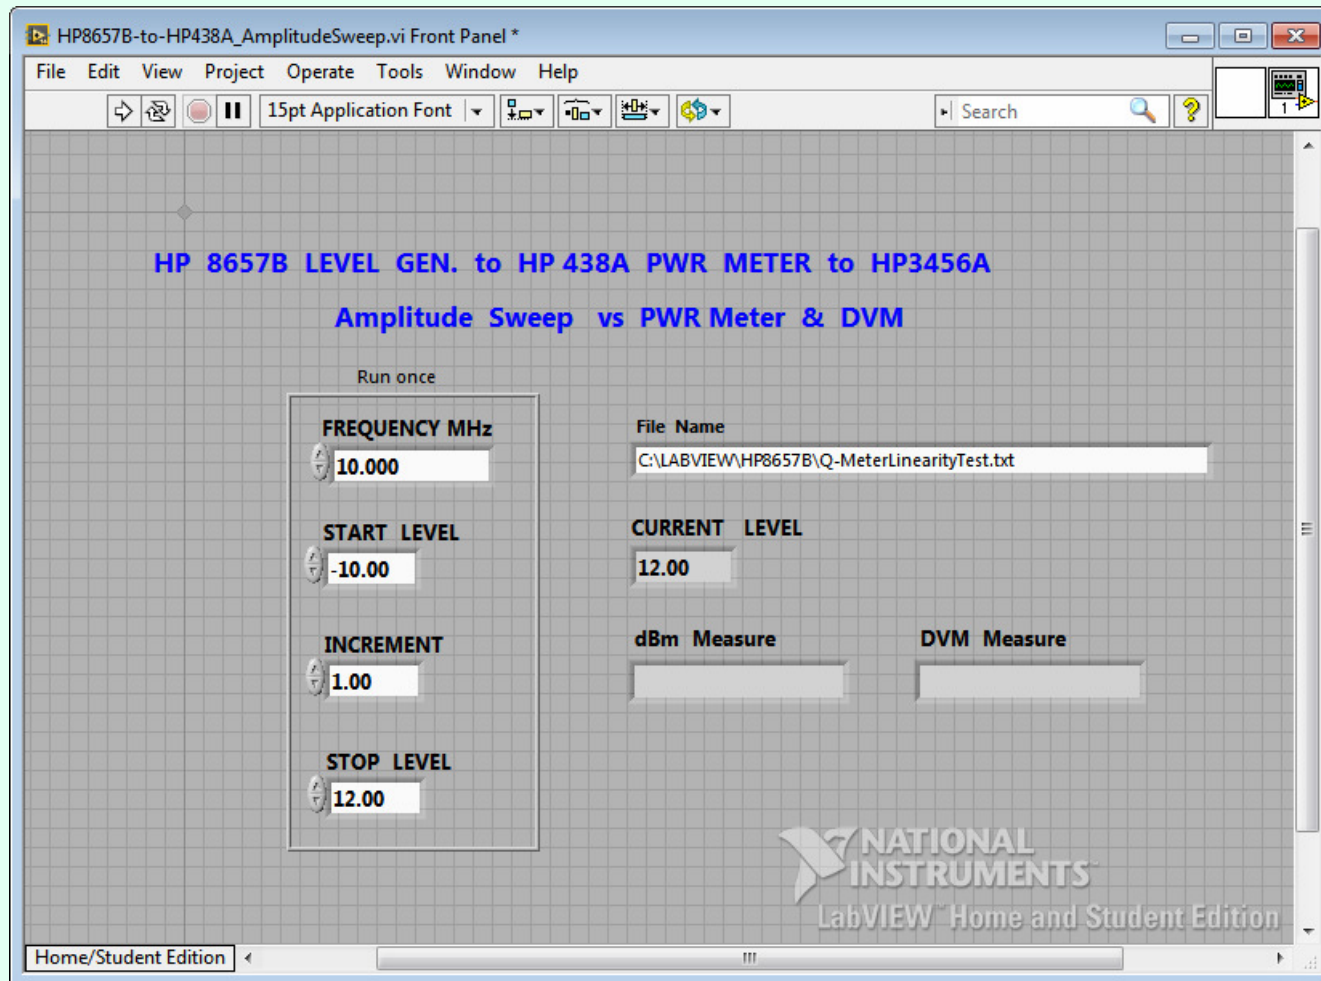 HP8657B-to-HP438A_AmplitudeSweep.vi Front Panel *
File Edit View Project Operate Tools Window Help
15pt Application Font
Search
1
HP 8657B LEVEL GEN. to HP 438A PWR METER to HP3456A
Amplitude Sweep vs PWR Meter & DVM
Run once
FREQUENCY MHz
10.000
START LEVEL
-10.00
INCREMENT
1.00
STOP LEVEL
12.00
File Name
C:\LABVIEW\HP8657B\Q-MeterLinearityTest.txt
CURRENT LEVEL
12.00
dBm Measure
DVM Measure
NATIONAL
INSTRUMENTS™
LabVIEW™ Home and Student Edition
Home/Student Edition